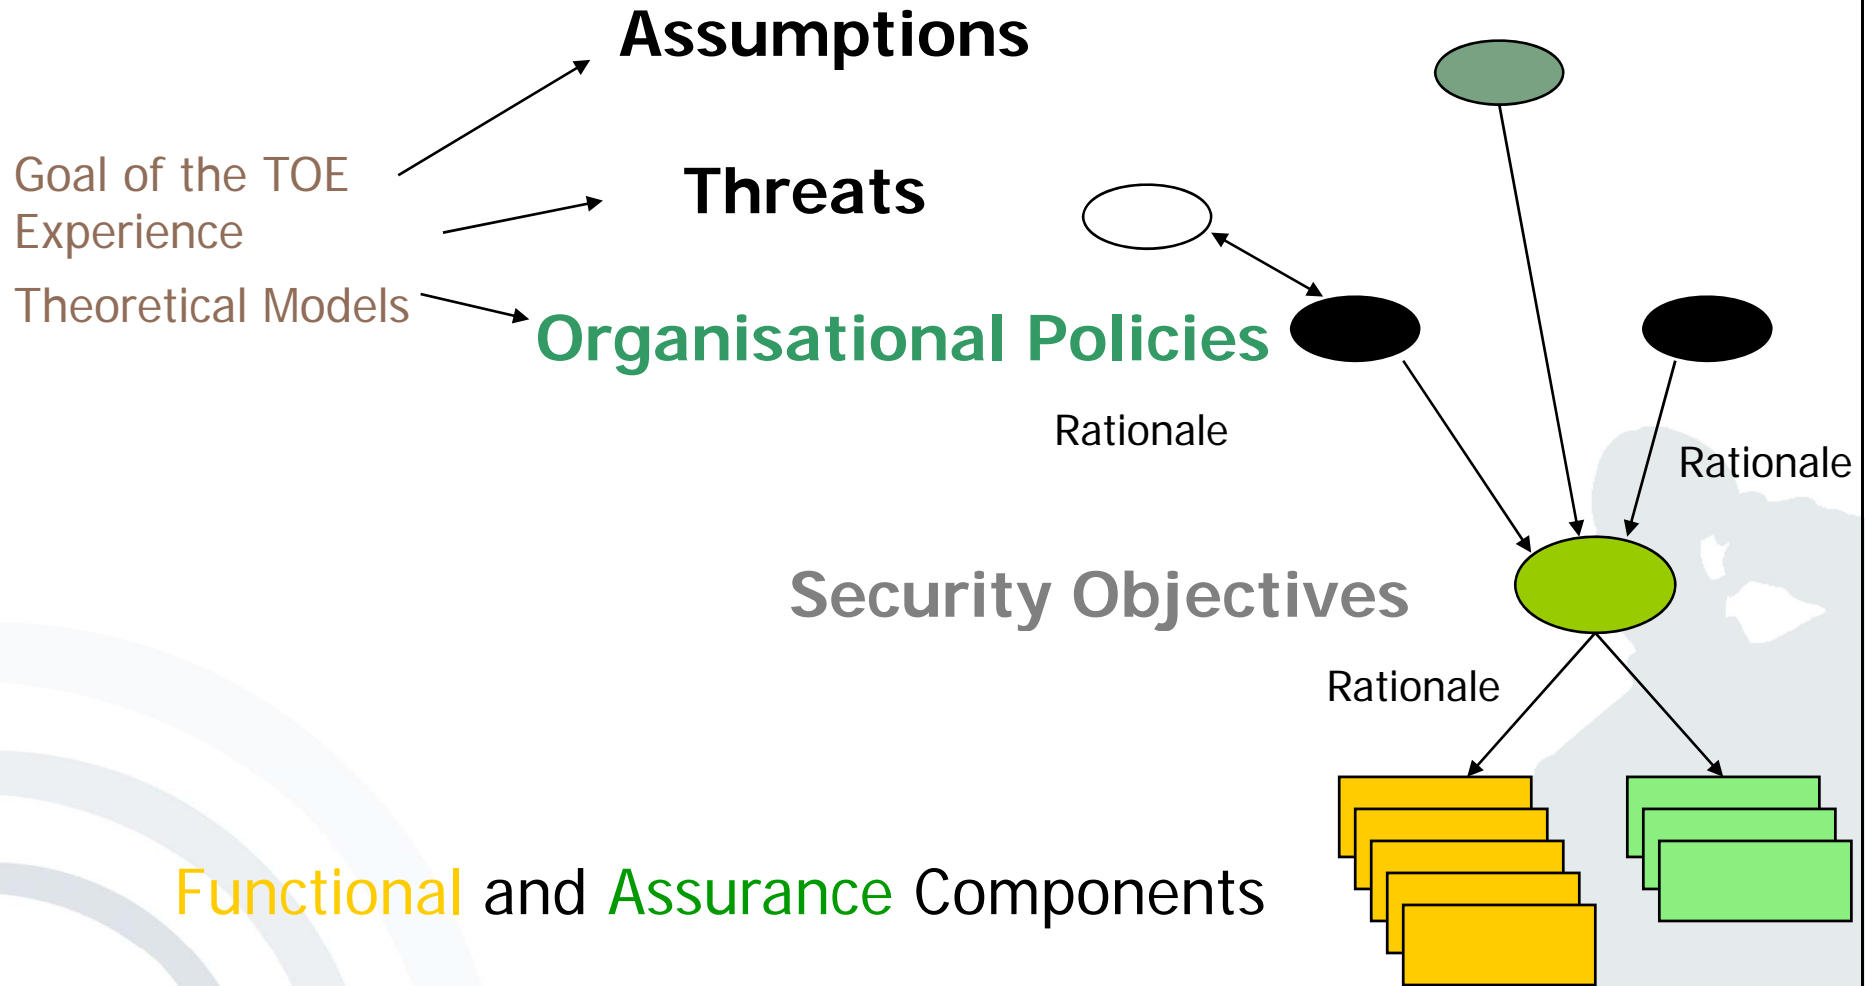 Assumptions
Goal of the TOE
Experience
Theoretical Models
Threats
Organisational Policies
Rationale
Rationale
Security Objectives
Rationale
Functional and Assurance Components